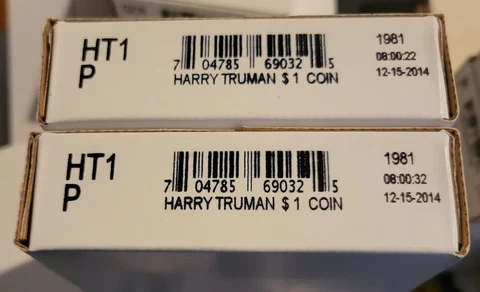 HT1
P
7 04785 69032 5
HARRY TRUMAN $1 COIN
1981
08:00:22
12-15-2014
HT1
P
7 04785 69032 5
HARRY TRUMAN $1 COIN
1981
08:00:32
12-15-2014